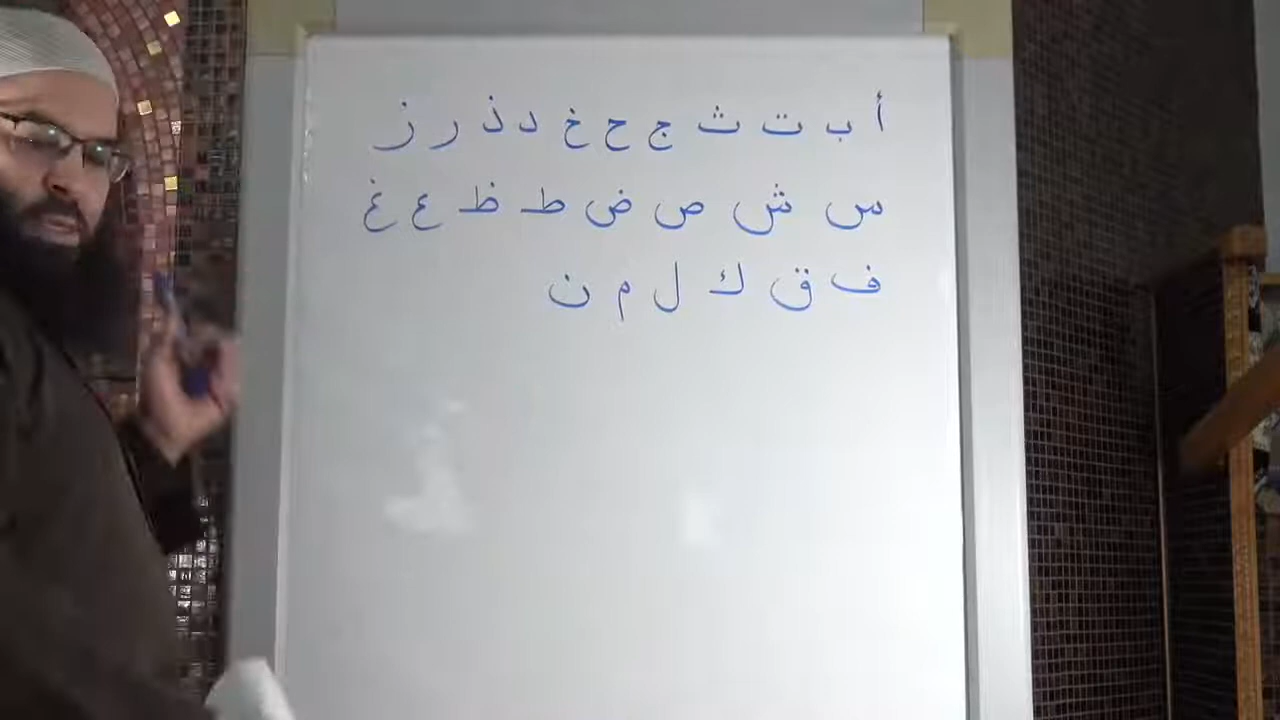 أ ب ت ث ج ح خ د ذ ر ز
س ش ص ض ط ظ ع غ
ف ق ك ل م ن